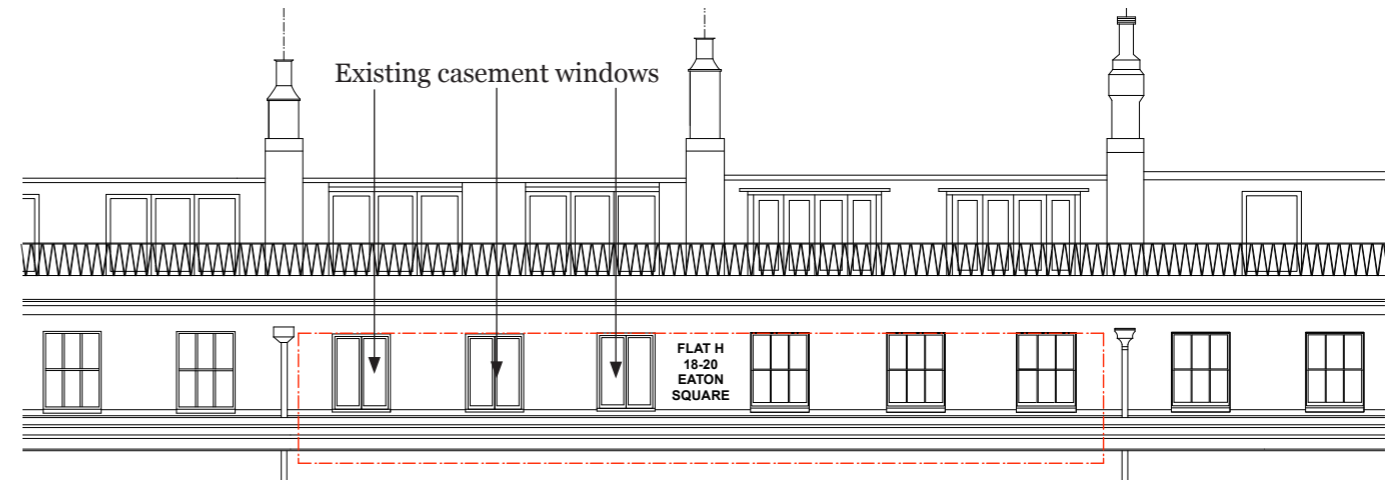 Existing casement windows
FLAT H
18-20
EATON
SQUARE